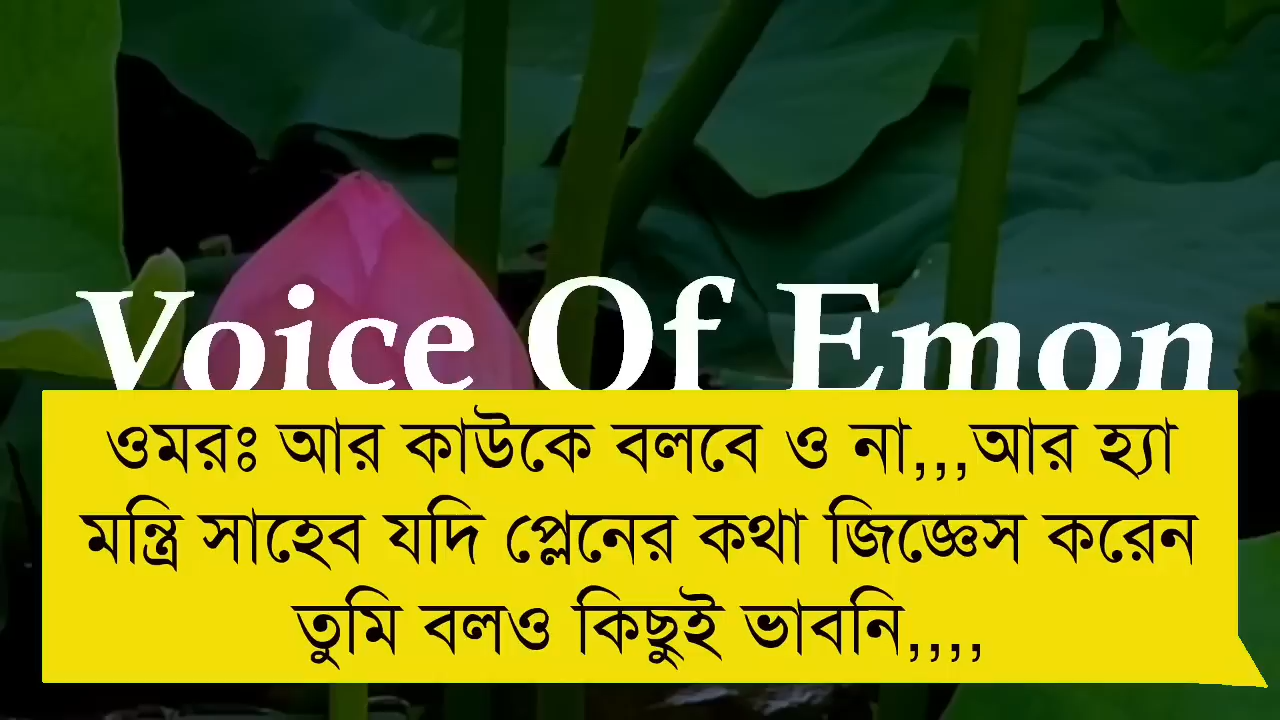 Voice Of Emon
ওমরঃ আর কাউকে বলবে ও না,,,আর হ্যা
মন্ত্রি সাহেব যদি প্লেনের কথা জিজ্ঞেস করেন
তুমি বলও কিছুই ভাবনি,,,,